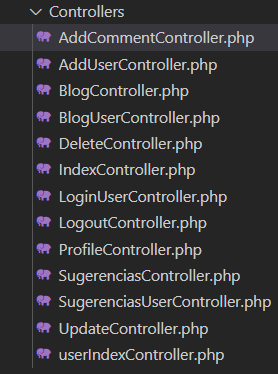 Controllers
AddCommentController.php
AddUserController.php
BlogController.php
BlogUserController.php
DeleteController.php
IndexController.php
LoginUserController.php
LogoutController.php
ProfileController.php
SugerenciasController.php
SugerenciasUserController.php
UpdateController.php
userIndexController.php